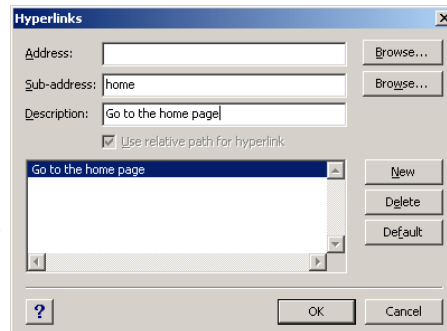 Hyperlinks
Address: Browse...
Sub-address: home Browse...
Description: Go to the home page
Use relative path for hyperlink
Go to the home page
New
Delete
Default
? OK Cancel